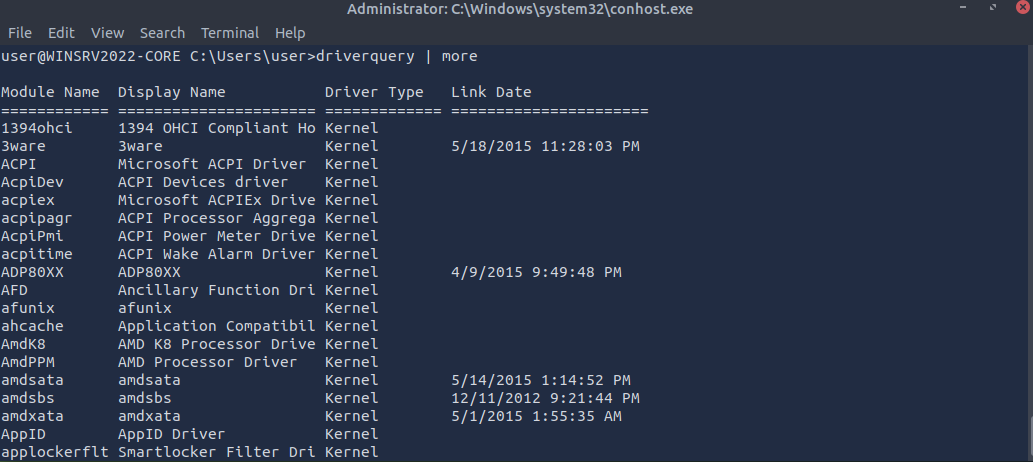 Administrator: C:\Windows\system32\conhost.exe
File Edit View Search Terminal Help
user@WINSRV2022-CORE C:\Users\user>driverquery | more
Module Name  Display Name           Driver Type   Link Date
============ ====================== ============= ======================
1394ohci     1394 OHCI Compliant Ho Kernel
3ware        3ware                  Kernel        5/18/2015 11:28:03 PM
ACPI         Microsoft ACPI Driver  Kernel
AcpiDev      ACPI Devices driver    Kernel
acpiex       Microsoft ACPIEx Drive Kernel
acpipagr     ACPI Processor Aggrega Kernel
AcpiPmi      ACPI Power Meter Drive Kernel
acpitime     ACPI Wake Alarm Driver Kernel
ADP80XX      ADP80XX                Kernel        4/9/2015 9:49:48 PM
AFD          Ancillary Function Dri Kernel
afunix       afunix                 Kernel
ahcache      Application Compatibil Kernel
AmdK8        AMD K8 Processor Drive Kernel
AmdPPM       AMD Processor Driver   Kernel
amdsata      amdsata                Kernel        5/14/2015 1:14:52 PM
amdsbs       amdsbs                 Kernel        12/11/2012 9:21:44 PM
amdxata      amdxata                Kernel        5/1/2015 1:55:35 AM
AppID        AppID Driver           Kernel
applockerflt Smartlocker Filter Dri Kernel